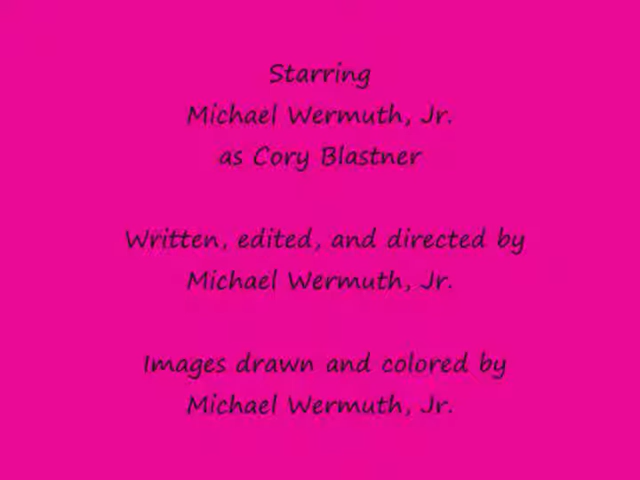 Starring
Michael Wermuth, Jr.
as Cory Blastner
Written, edited, and directed by
Michael Wermuth, Jr.
Images drawn and colored by
Michael Wermuth, Jr.